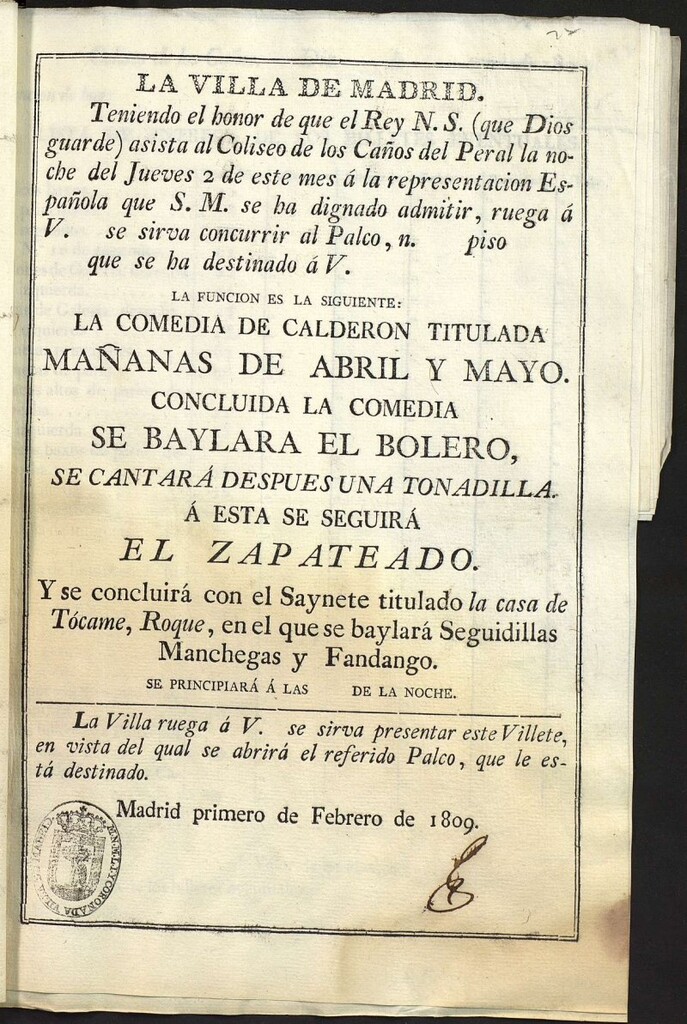 LA VILLA DE MADRID.
Teniendo el honor de que el Rey N. S. (que Dios
guarde) asista al Coliseo de los Caños del Peral la no-
che del Jueves 2 de este mes á la representacion Es-
pañola que S. M. se ha dignado admitir, ruega á
V. se sirva concurrir al Palco, n. piso
que se ha destinado á V.
LA FUNCION ES LA SIGUIENTE:
LA COMEDIA DE CALDERON TITULADA
MAÑANAS DE ABRIL Y MAYO.
CONCLUIDA LA COMEDIA
SE BAYLARA EL BOLERO,
SE CANTARÁ DESPUES UNA TONADILLA.
Á ESTA SE SEGUIRÁ
EL ZAPATEADO.
Y se concluirá con el Saynete titulado la casa de
Tócame, Roque, en el que se baylará Seguidillas
Manchegas y Fandango.
SE PRINCIPIARÁ Á LAS DE LA NOCHE.
La Villa ruega á V. se sirva presentar este Villete,
en vista del qual se abrirá el referido Palco, que le es-
tá destinado.
Madrid primero de Febrero de 1809.